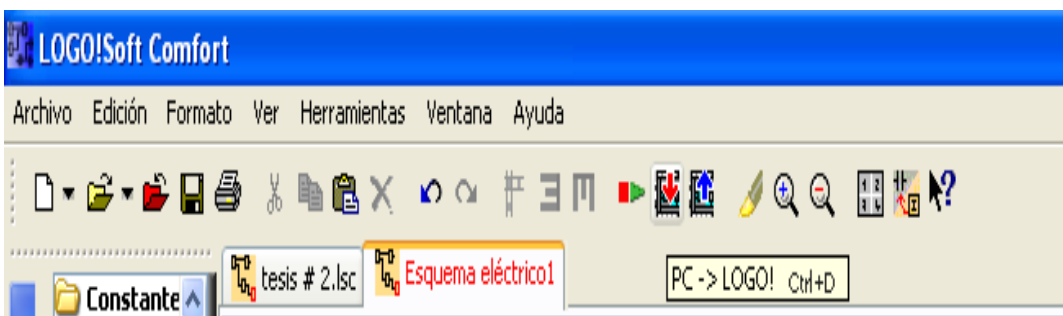 LOGO!Soft Comfort
Archivo Edición Formato Ver Herramientas Ventana Ayuda
tesis # 2.lsc Esquema eléctrico1 PC -> LOGO! Ctrl+D
Constante